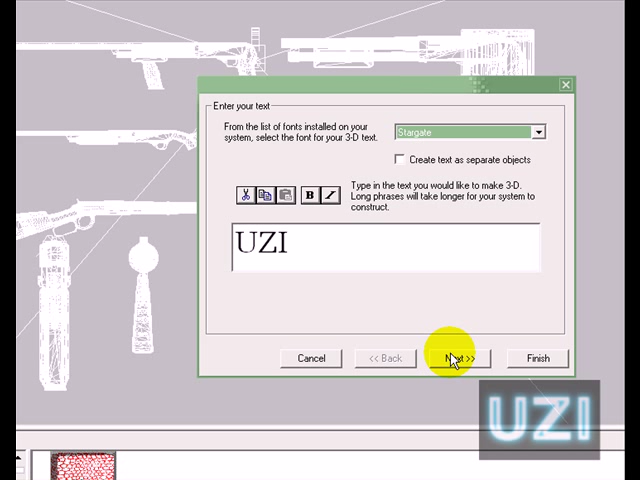 Enter your text
From the list of fonts installed on your
system, select the font for your 3-D text.
Stargate
Create text as separate objects
B I
Type in the text you would like to make 3-D.
Long phrases will take longer for your system to
construct.
UZI
Cancel
<< Back
Next >>
Finish
UZI